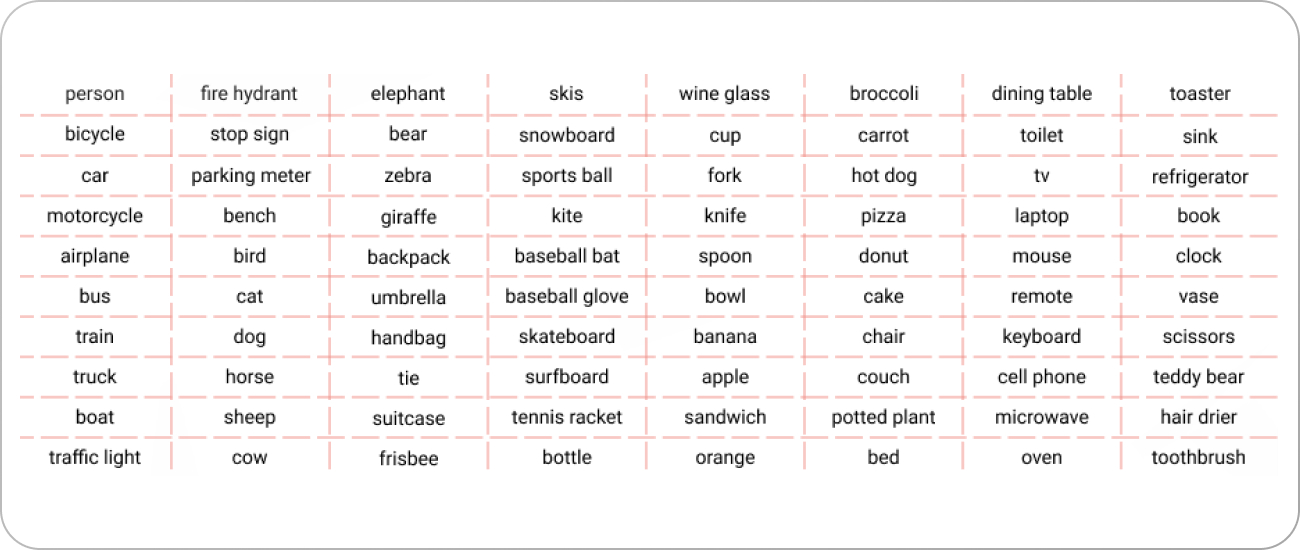 person fire hydrant elephant skis wine glass broccoli dining table toaster
bicycle stop sign bear snowboard cup carrot toilet sink
car parking meter zebra sports ball fork hot dog tv refrigerator
motorcycle bench giraffe kite knife pizza laptop book
airplane bird backpack baseball bat spoon donut mouse clock
bus cat umbrella baseball glove bowl cake remote vase
train dog handbag skateboard banana chair keyboard scissors
truck horse tie surfboard apple couch cell phone teddy bear
boat sheep suitcase tennis racket sandwich potted plant microwave hair drier
traffic light cow frisbee bottle orange bed oven toothbrush